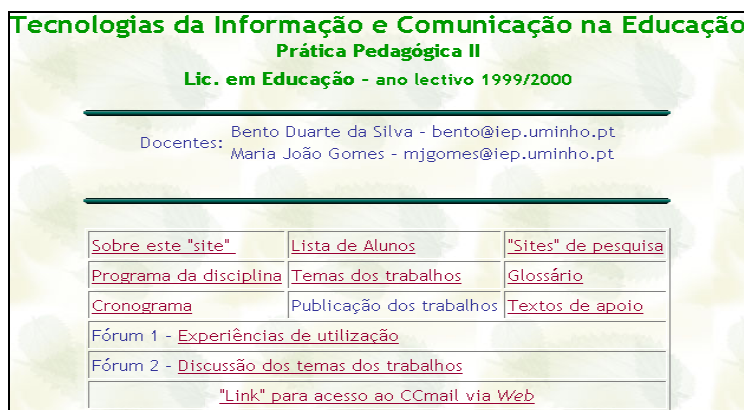 Tecnologias da Informação e Comunicação na Educação
Prática Pedagógica II
Lic. em Educação - ano lectivo 1999/2000
Docentes: Bento Duarte da Silva - bento@iep.uminho.pt
Maria João Gomes - mjgomes@iep.uminho.pt
Sobre este "site" Lista de Alunos "Sites" de pesquisa
Programa da disciplina Temas dos trabalhos Glossário
Cronograma Publicação dos trabalhos Textos de apoio
Fórum 1 - Experiências de utilização
Fórum 2 - Discussão dos temas dos trabalhos
"Link" para acesso ao CCmail via Web